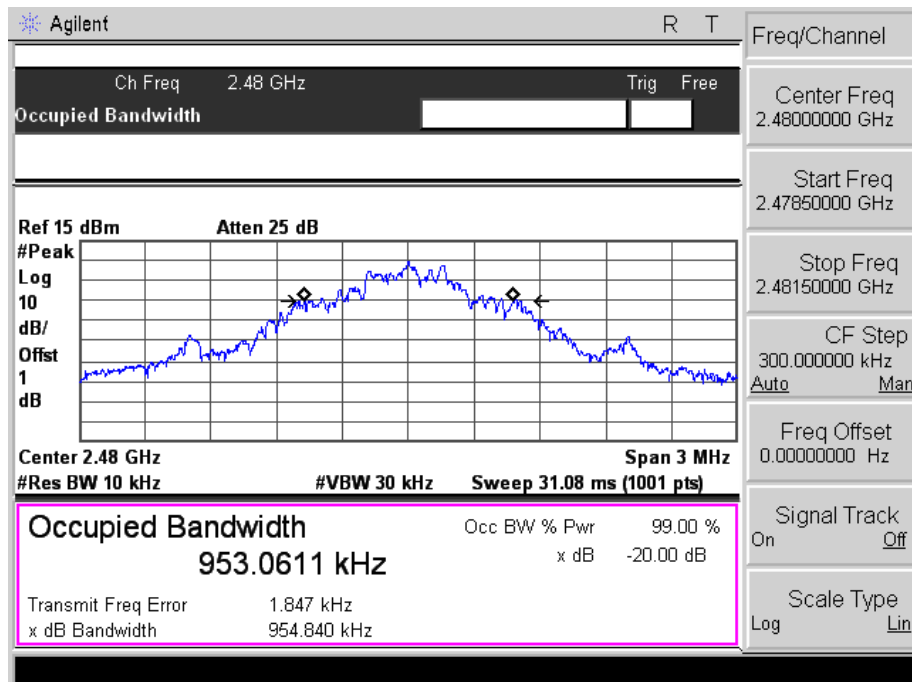 Agilent R T
Freq/Channel
Ch Freq 2.48 GHz Trig Free
Occupied Bandwidth
Center Freq
2.48000000 GHz
Start Freq
2.47850000 GHz
Stop Freq
2.48150000 GHz
CF Step
300.000000 kHz
Auto Man
Freq Offset
0.00000000 Hz
Signal Track
On Off
Scale Type
Log Lin
Ref 15 dBm Atten 25 dB
#Peak
Log
10
dB/
Offst
1
dB
Center 2.48 GHz Span 3 MHz
#Res BW 10 kHz #VBW 30 kHz Sweep 31.08 ms (1001 pts)
Occupied Bandwidth
953.0611 kHz
Occ BW % Pwr 99.00 %
x dB -20.00 dB
Transmit Freq Error 1.847 kHz
x dB Bandwidth 954.840 kHz